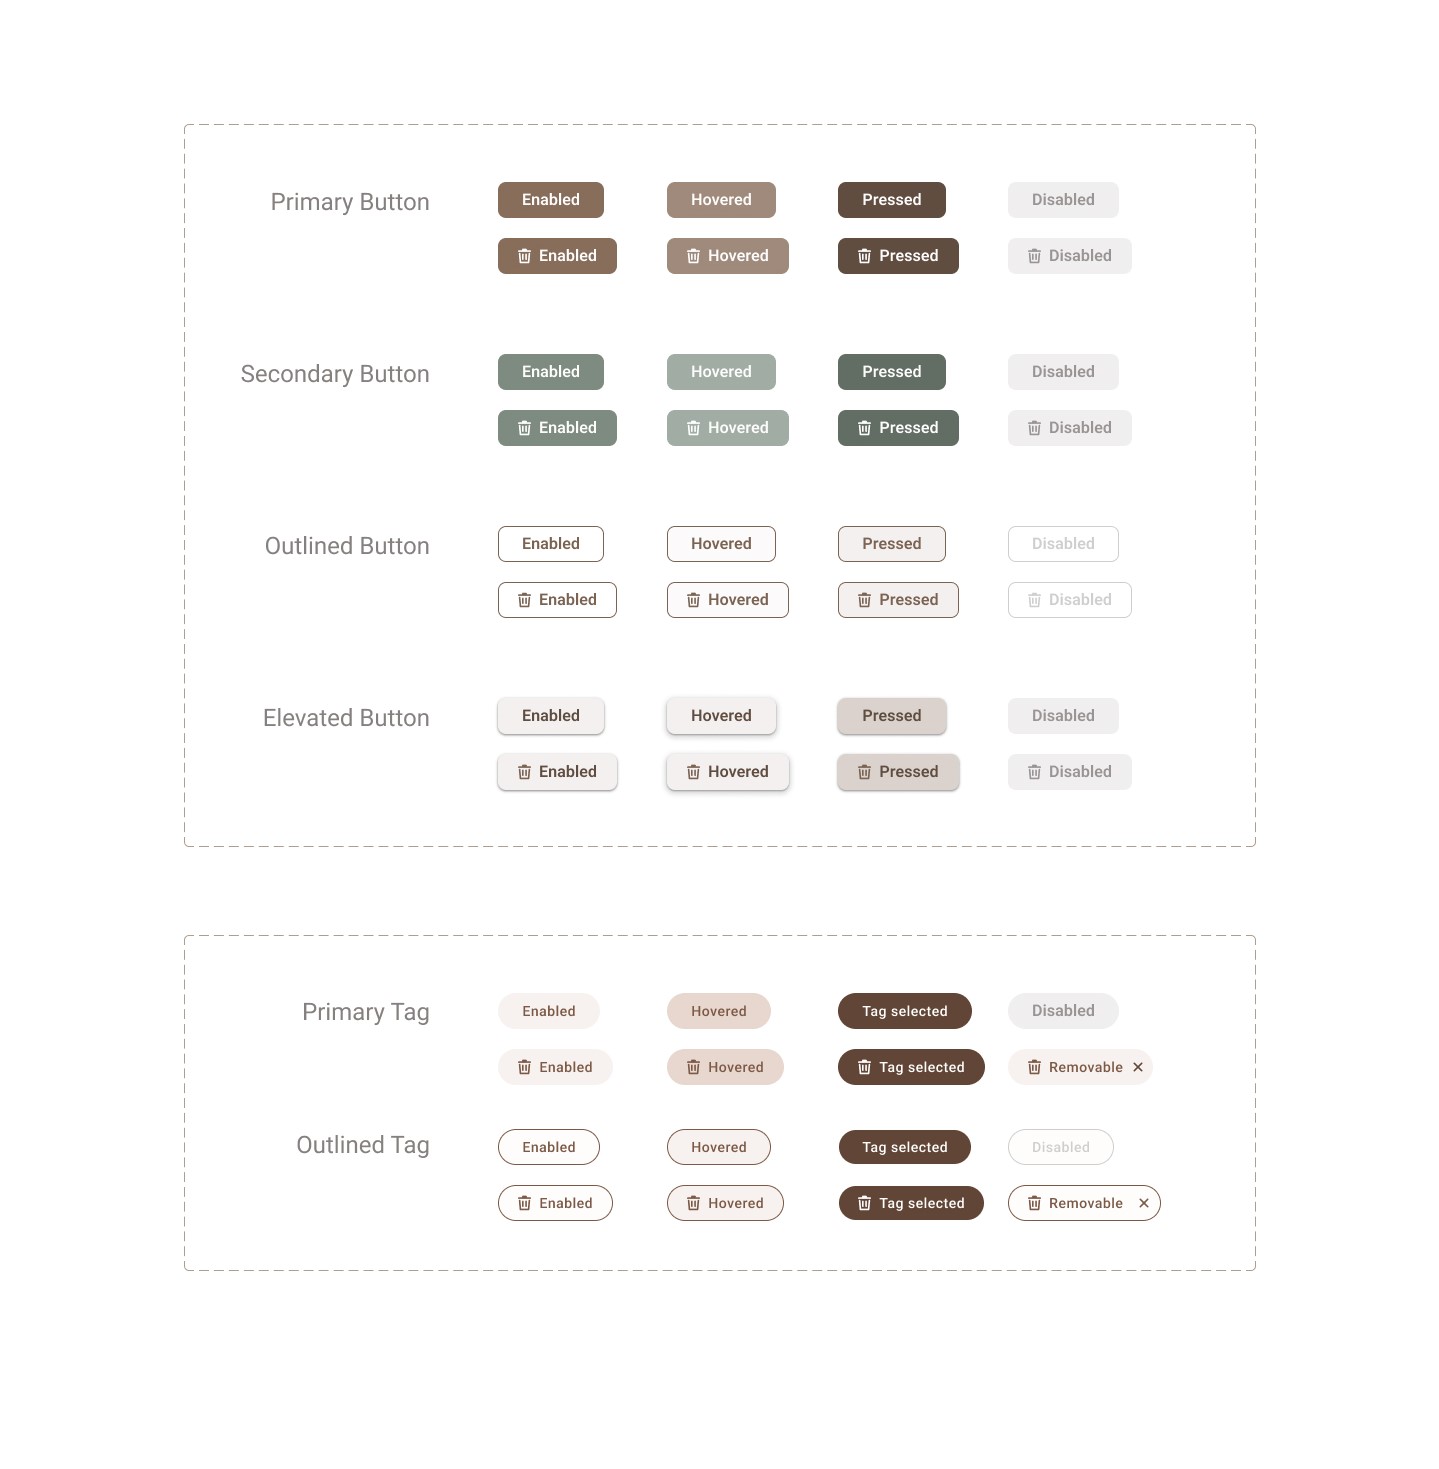 Primary Button
Enabled Hovered Pressed Disabled
Enabled Hovered Pressed Disabled
Secondary Button
Enabled Hovered Pressed Disabled
Enabled Hovered Pressed Disabled
Outlined Button
Enabled Hovered Pressed Disabled
Enabled Hovered Pressed Disabled
Elevated Button
Enabled Hovered Pressed Disabled
Enabled Hovered Pressed Disabled
Primary Tag
Enabled Hovered Tag selected Disabled
Enabled Hovered Tag selected Removable
Outlined Tag
Enabled Hovered Tag selected Disabled
Enabled Hovered Tag selected Removable